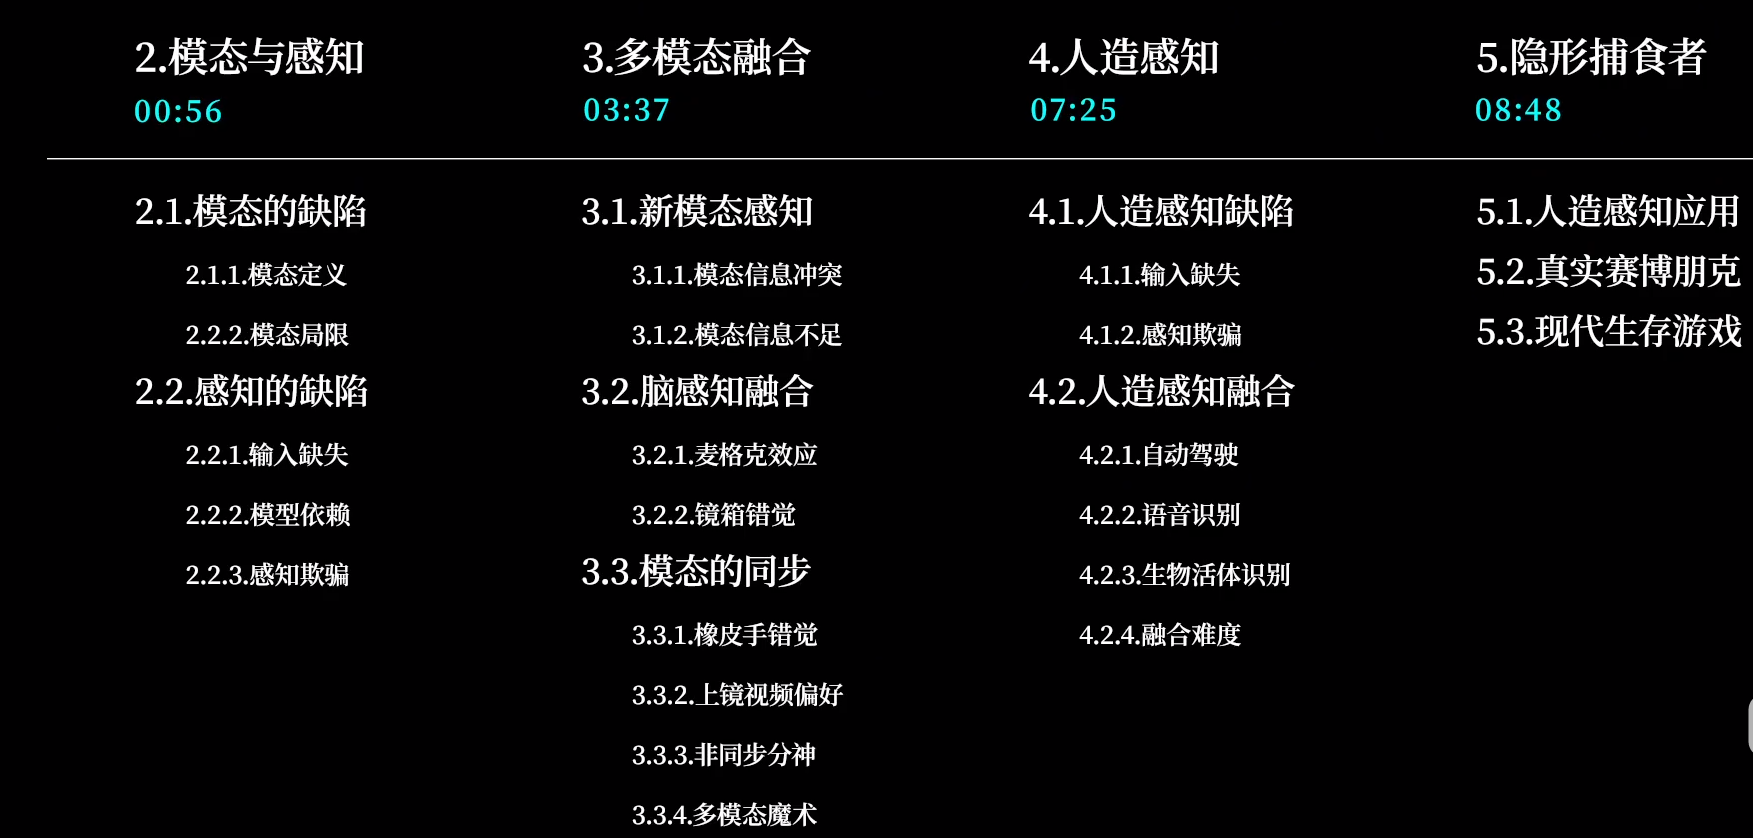 2.模态与感知
00:56
2.1.模态的缺陷
2.1.1.模态定义
2.2.2.模态局限
2.2.感知的缺陷
2.2.1.输入缺失
2.2.2.模型依赖
2.2.3.感知欺骗
3.多模态融合
03:37
3.1.新模态感知
3.1.1.模态信息冲突
3.1.2.模态信息不足
3.2.脑感知融合
3.2.1.麦格克效应
3.2.2.镜箱错觉
3.3.模态的同步
3.3.1.橡皮手错觉
3.3.2.上镜视频偏好
3.3.3.非同步分神
3.3.4.多模态魔术
4.人造感知
07:25
4.1.人造感知缺陷
4.1.1.输入缺失
4.1.2.感知欺骗
4.2.人造感知融合
4.2.1.自动驾驶
4.2.2.语音识别
4.2.3.生物活体识别
4.2.4.融合难度
5.隐形捕食者
08:48
5.1.人造感知应用
5.2.真实赛博朋克
5.3.现代生存游戏